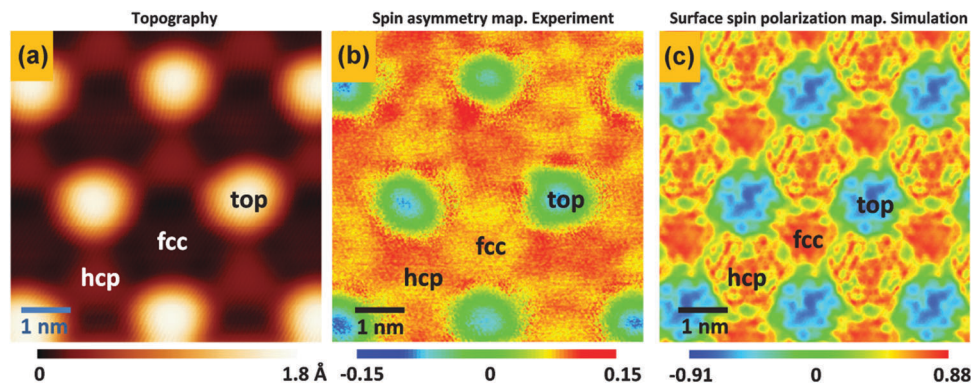 Topography
Spin asymmetry map. Experiment
Surface spin polarization map. Simulation
(a)
(b)
(c)
top
top
top
fcc
fcc
fcc
hcp
hcp
hcp
1 nm
1 nm
1 nm
0
1.8 Å
-0.15
0
0.15
-0.91
0
0.88